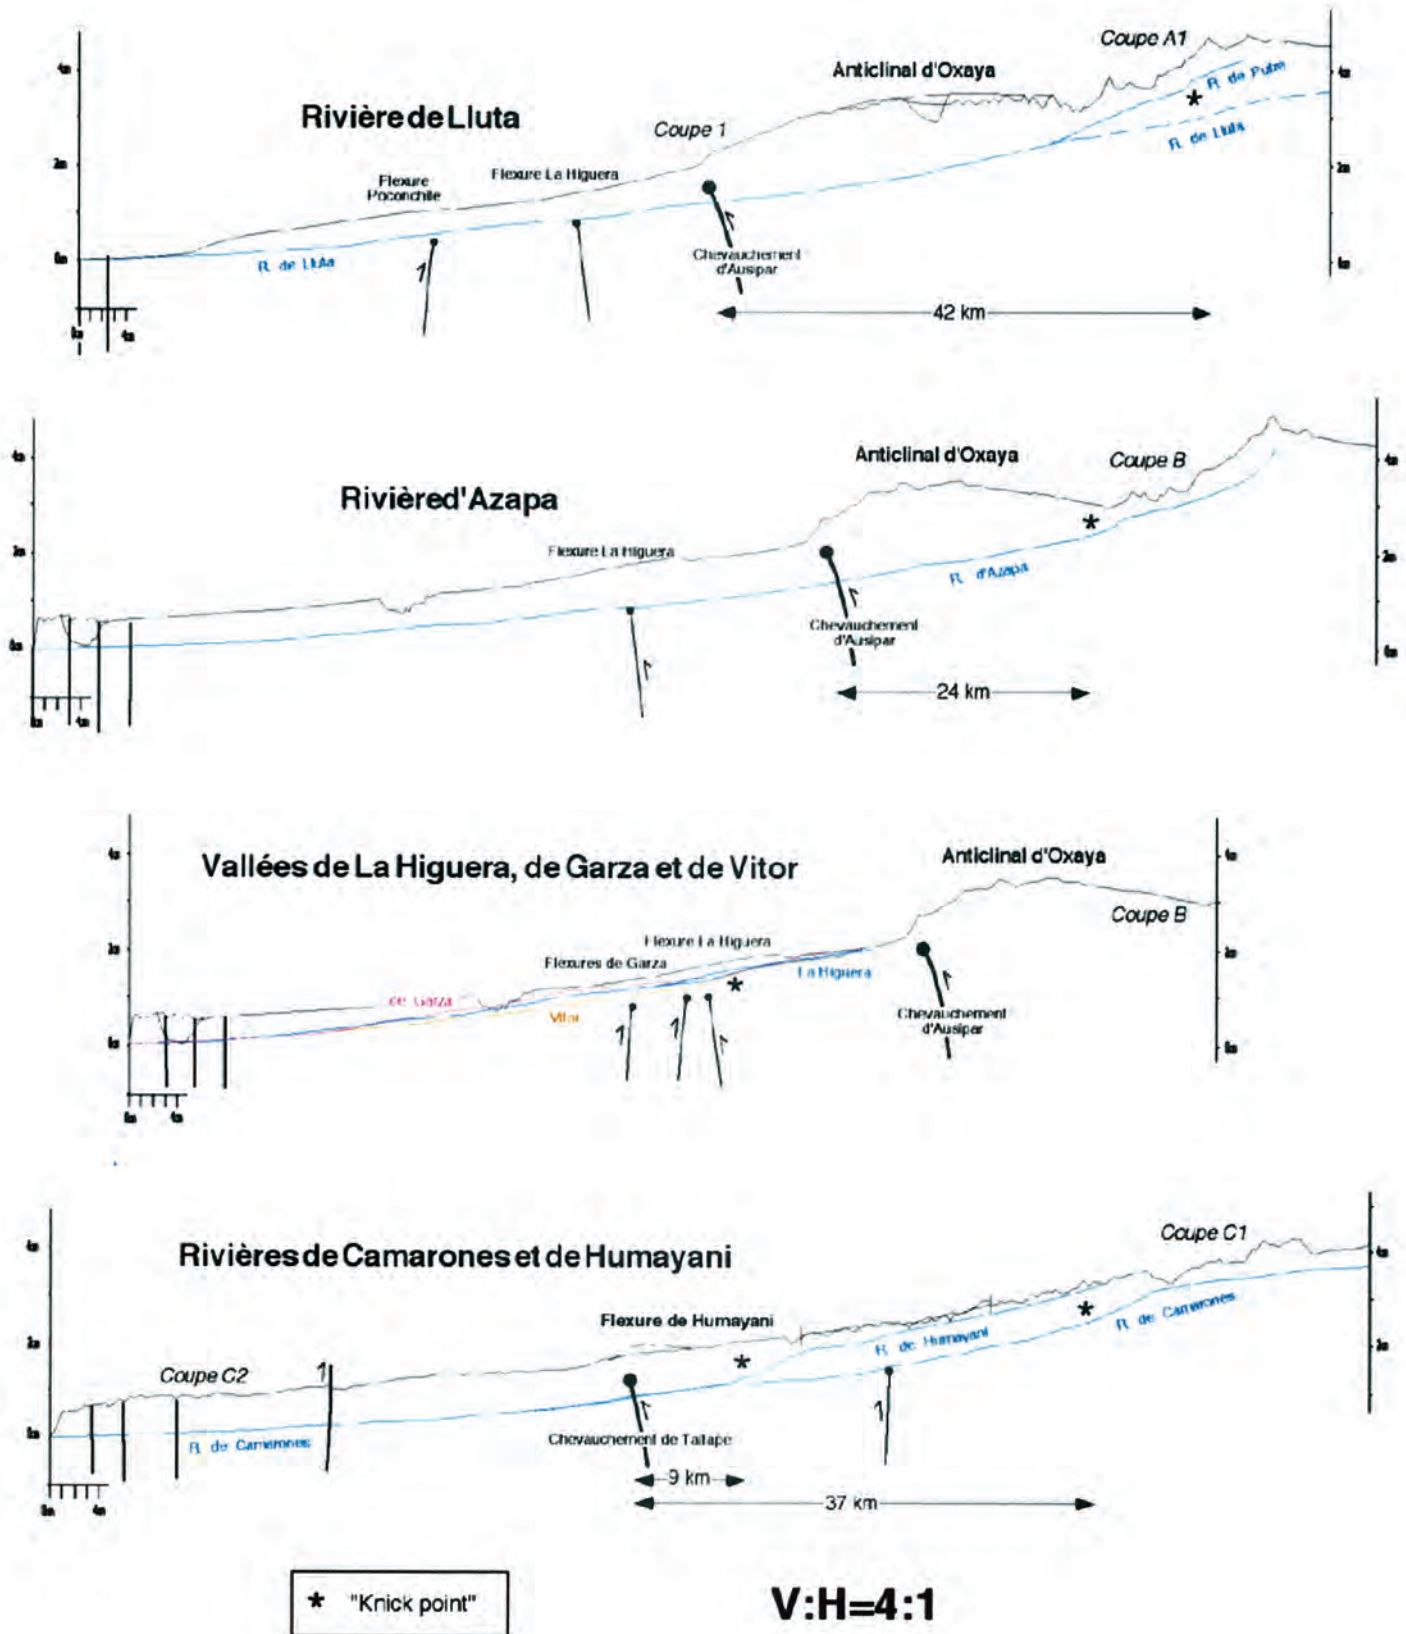 Coupe A1
Anticlinal d'Oxaya
R. de Putre
Rivière de Lluta
Coupe 1
R. de Lluta
Flexure La Higuera
Flexure
Poconchile
R. de Lluta
Chevauchement
d'Ausipar
42 km
Anticlinal d'Oxaya
Coupe B
Rivière d'Azapa
Flexure La Higuera
R. d'Azapa
Chevauchement
d'Ausipar
24 km
Vallées de La Higuera, de Garza et de Vitor
Anticlinal d'Oxaya
Coupe B
Flexure La Higuera
Flexures de Garza
La Higuera
de Garza
Vitor
Chevauchement
d'Ausipar
Coupe C1
Rivières de Camarones et de Humayani
Flexure de Humayani
R. de Camarones
R. de Humayani
Coupe C2
R. de Camarones
Chevauchement de Taltape
9 km
37 km
* "Knick point"
V:H=4:1